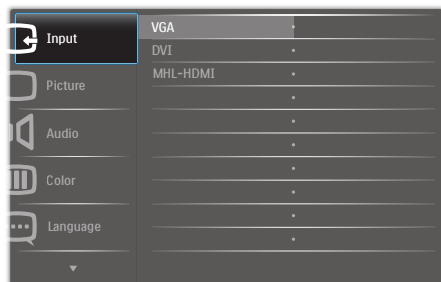 Input
Picture
Audio
Color
Language
VGA
DVI
MHL-HDMI